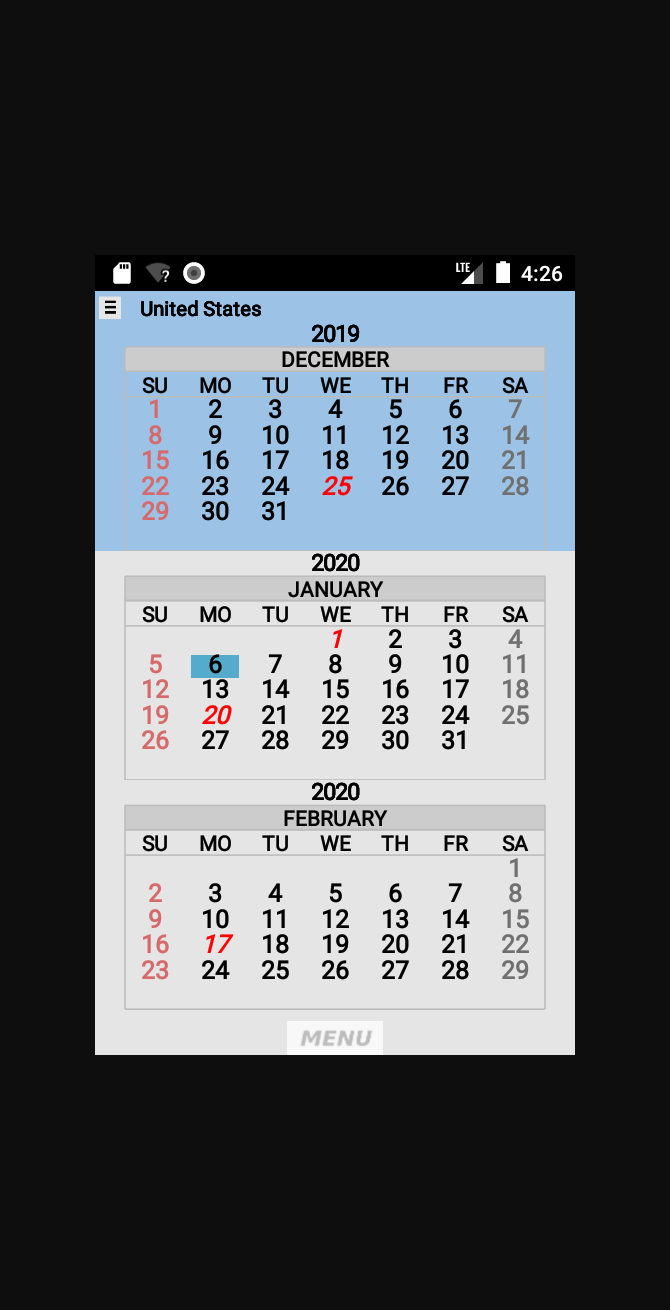 LTE 4:26
United States
2019
DECEMBER
SU MO TU WE TH FR SA
1 2 3 4 5 6 7
8 9 10 11 12 13 14
15 16 17 18 19 20 21
22 23 24 25 26 27 28
29 30 31
2020
JANUARY
SU MO TU WE TH FR SA
1 2 3 4
5 6 7 8 9 10 11
12 13 14 15 16 17 18
19 20 21 22 23 24 25
26 27 28 29 30 31
2020
FEBRUARY
SU MO TU WE TH FR SA
1
2 3 4 5 6 7 8
9 10 11 12 13 14 15
16 17 18 19 20 21 22
23 24 25 26 27 28 29
MENU